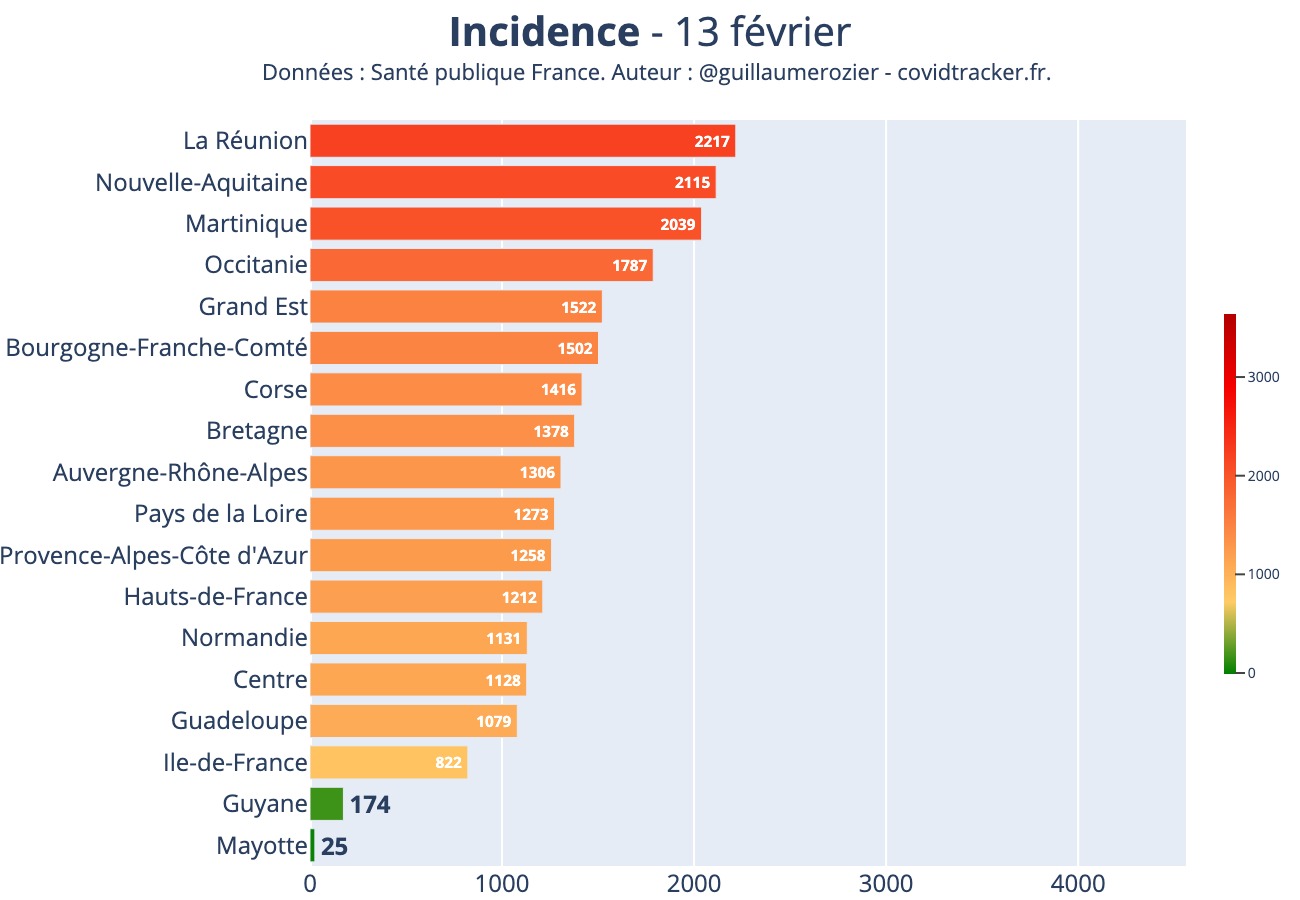 Incidence - 13 février
Données : Santé publique France. Auteur : @guillaumerozier - covidtracker.fr.
La Réunion 2217
Nouvelle-Aquitaine 2115
Martinique 2039
Occitanie 1787
Grand Est 1522
Bourgogne-Franche-Comté 1502
Corse 1416
Bretagne 1378
Auvergne-Rhône-Alpes 1306
Pays de la Loire 1273
Provence-Alpes-Côte d'Azur 1258
Hauts-de-France 1212
Normandie 1131
Centre 1128
Guadeloupe 1079
Ile-de-France 822
Guyane 174
Mayotte 25
0 1000 2000 3000 4000
3000
2000
1000
0